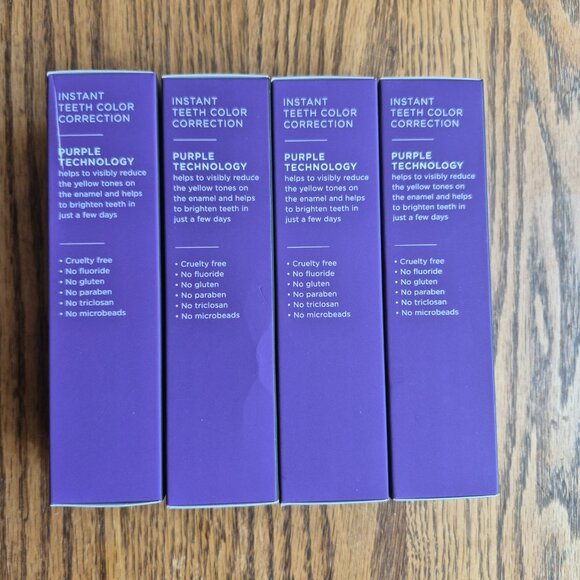 INSTANT
TEETH COLOR
CORRECTION
PURPLE
TECHNOLOGY
helps to visibly reduce
the yellow tones on
the enamel and helps
to brighten teeth in
just a few days
• Cruelty free
• No fluoride
• No gluten
• No paraben
• No triclosan
• No microbeads
INSTANT
TEETH COLOR
CORRECTION
PURPLE
TECHNOLOGY
helps to visibly reduce
the yellow tones on
the enamel and helps
to brighten teeth in
just a few days
• Cruelty free
• No fluoride
• No gluten
• No paraben
• No triclosan
• No microbeads
INSTANT
TEETH COLOR
CORRECTION
PURPLE
TECHNOLOGY
helps to visibly reduce
the yellow tones on
the enamel and helps
to brighten teeth in
just a few days
• Cruelty free
• No fluoride
• No gluten
• No paraben
• No triclosan
• No microbeads
INSTANT
TEETH COLOR
CORRECTION
PURPLE
TECHNOLOGY
helps to visibly reduce
the yellow tones on
the enamel and helps
to brighten teeth in
just a few days
• Cruelty free
• No fluoride
• No gluten
• No paraben
• No triclosan
• No microbeads